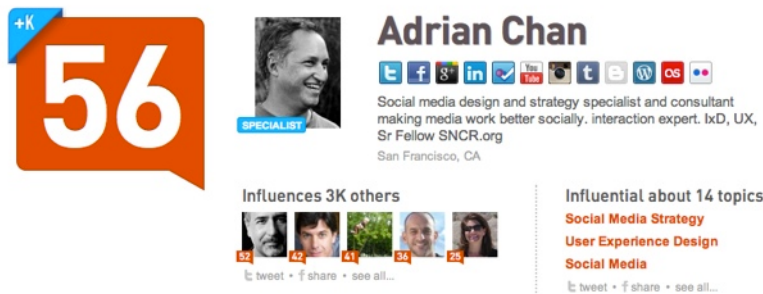 +K
56
SPECIALIST
Adrian Chan
You
Tube
Social media design and strategy specialist and consultant
making media work better socially. interaction expert. IxD, UX,
Sr Fellow SNCR.org
San Francisco, CA
Influences 3K others
52 42 41 36 25
tweet • share • see all...
Influential about 14 topics
Social Media Strategy
User Experience Design
Social Media
tweet • share • see all...